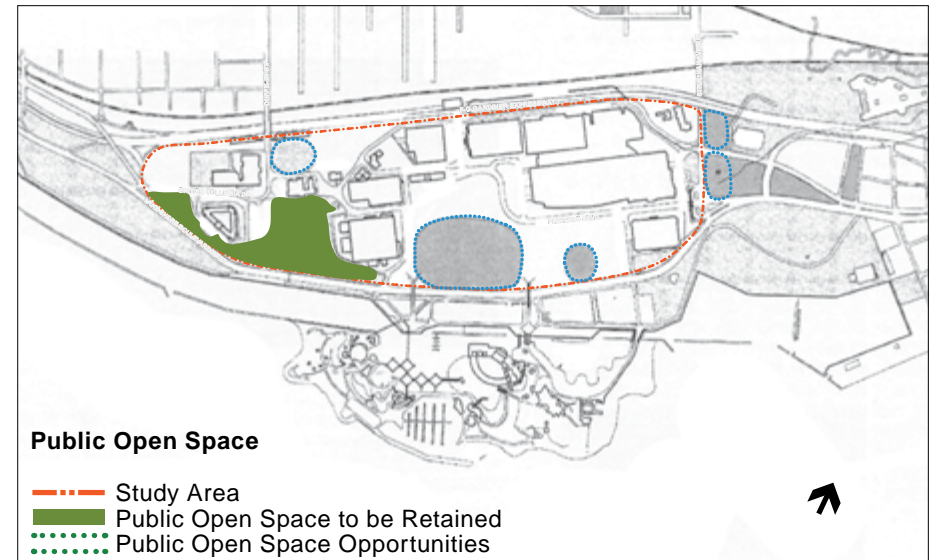 Public Open Space
Study Area
Public Open Space to be Retained
Public Open Space Opportunities